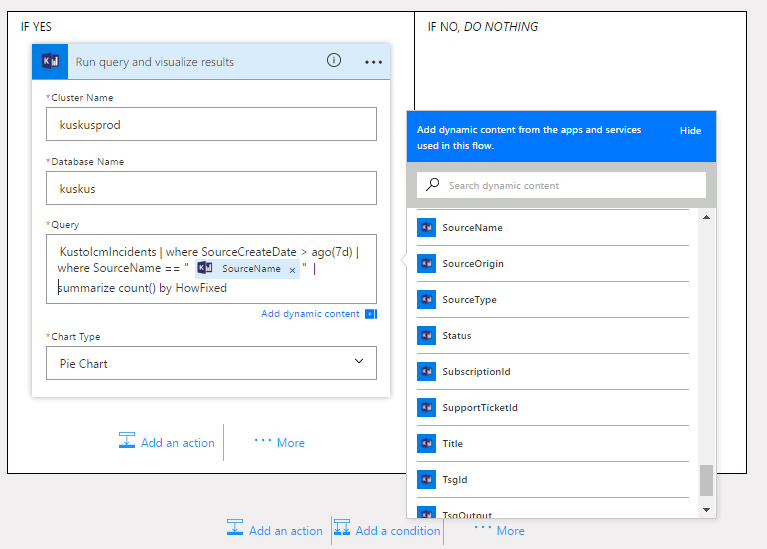 IF YES
IF NO, DO NOTHING
Run query and visualize results
*Cluster Name
kuskusprod
*Database Name
kuskus
*Query
KustoIcmIncidents | where SourceCreateDate > ago(7d) |
where SourceName == " SourceName × " |
summarize count() by HowFixed
Add dynamic content
*Chart Type
Pie Chart
Add an action
··· More
Add dynamic content from the apps and services
used in this flow.
Hide
Search dynamic content
SourceName
SourceOrigin
SourceType
Status
SubscriptionId
SupportTicketId
Title
TsgId
TsgOutput
Add an action
Add a condition
··· More